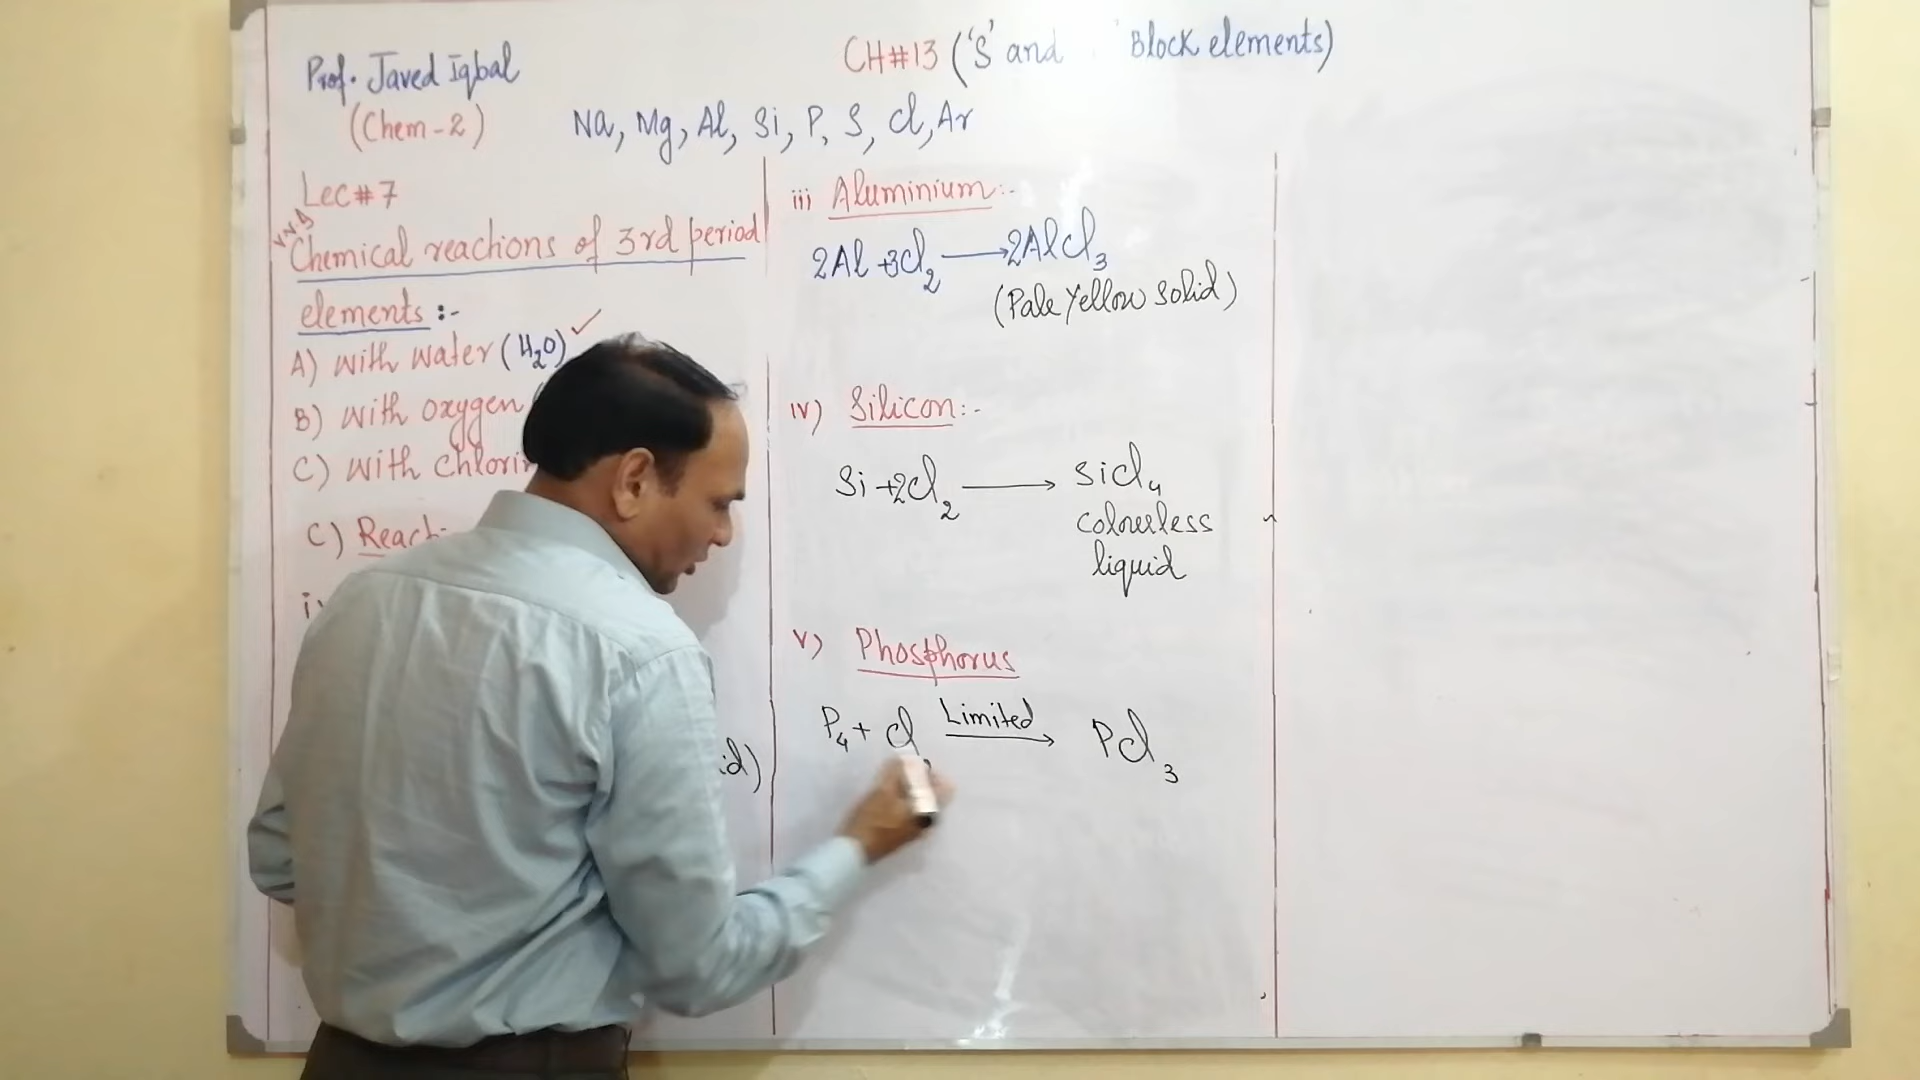 Prof. Javed Iqbal
(Chem-2)
CH#13 ('S' and Block elements)
Na, Mg, Al, Si, P, S, Cl, Ar
Lec#7
Chemical reactions of 3rd period
elements :-
A) with water (H₂O) ✓
B) with oxygen (
C) with
C)
iii) Aluminium:-
2Al + 3Cl₂ ⟶ 2AlCl₃
(Pale Yellow solid)
iv) Silicon:-
Si + 2Cl₂ ⟶ SiCl₄
colourless
liquid
v) Phosphorus
P₄ + Cl Limited ⟶ PCl₃